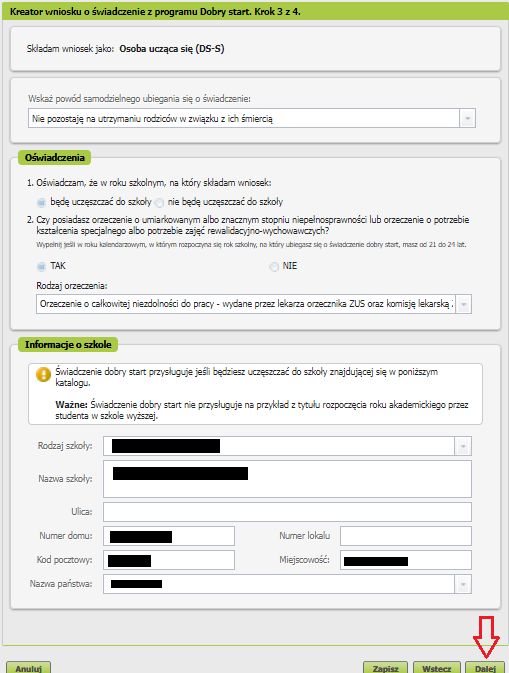 Kreator wniosku o świadczenie z programu Dobry start. Krok 3 z 4.
Składam wniosek jako: Osoba ucząca się (DS-S)
Wskaż powód samodzielnego ubiegania się o świadczenie:
Nie pozostaję na utrzymaniu rodziców w związku z ich śmiercią
Oświadczenia
1. Oświadczam, że w roku szkolnym, na który składam wniosek:
będę uczęszczać do szkoły nie będę uczęszczać do szkoły
2. Czy posiadasz orzeczenie o umiarkowanym albo znacznym stopniu niepełnosprawności lub orzeczenie o potrzebie
kształcenia specjalnego albo potrzebie zajęć rewalidacyjno-wychowawczych?
Wypełnij jeśli w roku kalendarzowym, w którym rozpoczyna się rok szkolny, na który ubiegasz się o świadczenie dobry start, masz od 21 do 24 lat.
TAK NIE
Rodzaj orzeczenia:
Orzeczenie o całkowitej niezdolności do pracy - wydane przez lekarza orzecznika ZUS oraz komisję lekarską
Informacje o szkole
Świadczenie dobry start przysługuje jeśli będziesz uczęszczać do szkoły znajdującej się w poniższym
katalogu.
Ważne: Świadczenie dobry start nie przysługuje na przykład z tytułu rozpoczęcia roku akademickiego przez
studenta w szkole wyższej.
Rodzaj szkoły:
Nazwa szkoły:
Ulica:
Numer domu: Numer lokalu
Kod pocztowy: Miejscowość:
Nazwa państwa:
Anuluj Zapisz Wstecz Dalej